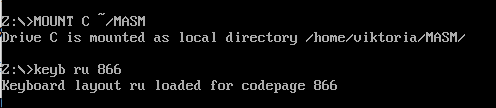 Z:\>MOUNT C ~/MASM
Drive C is mounted as local directory /home/viktoria/MASM/
Z:\>keyb ru 866
Keyboard layout ru loaded for codepage 866